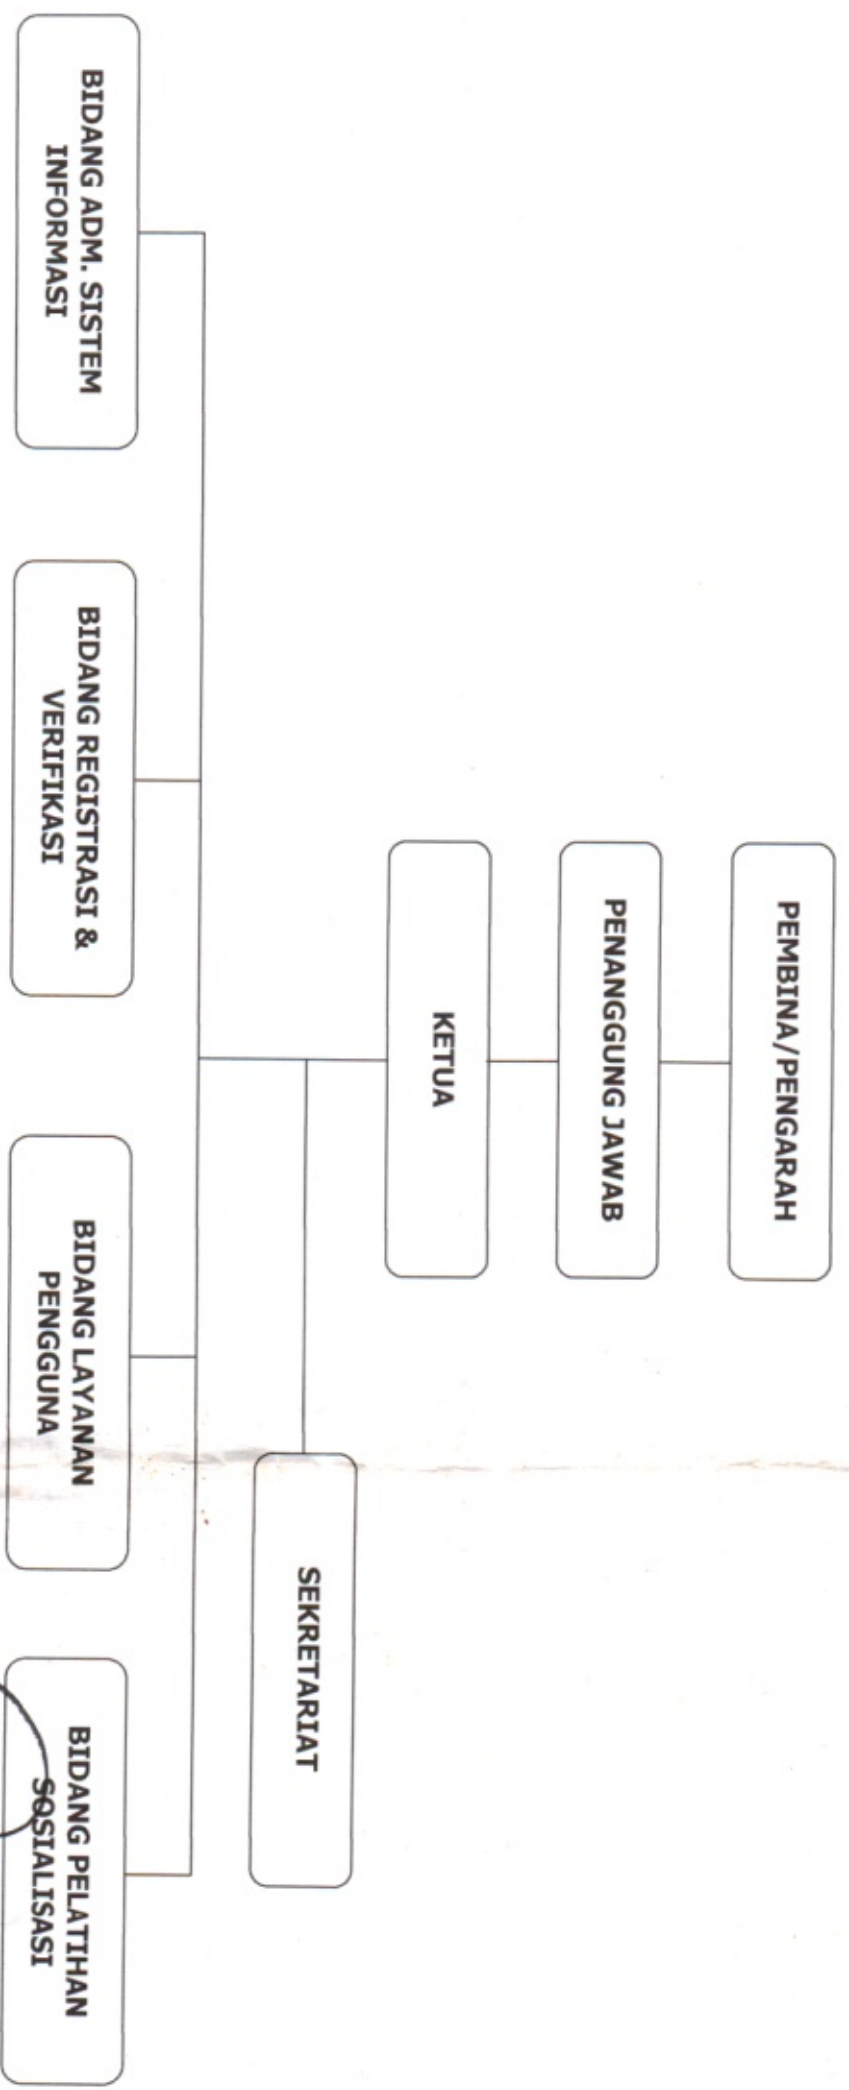 PEMBINA/PENGARAH
PENANGGUNG JAWAB
KETUA
SEKRETARIAT
BIDANG ADM. SISTEM
INFORMASI
BIDANG REGISTRASI &
VERIFIKASI
BIDANG LAYANAN
PENGGUNA
BIDANG PELATIHAN
SOSIALISASI